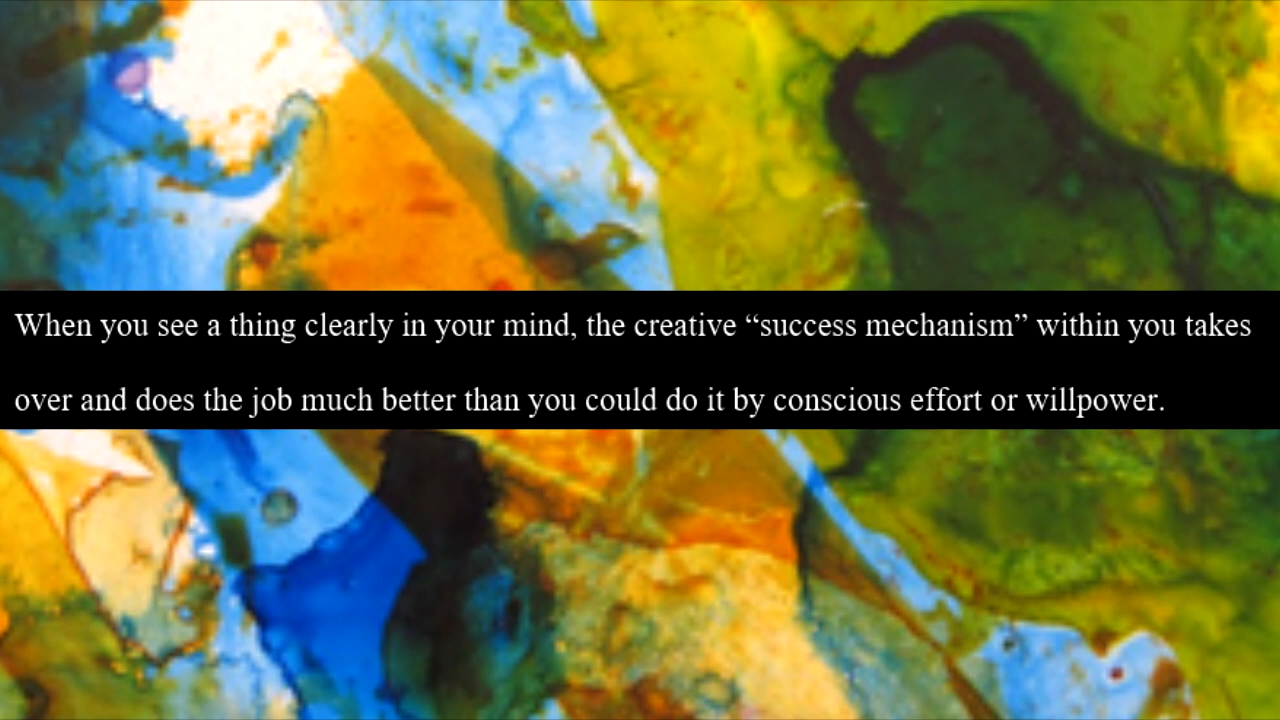 When you see a thing clearly in your mind, the creative “success mechanism” within you takes
over and does the job much better than you could do it by conscious effort or willpower.